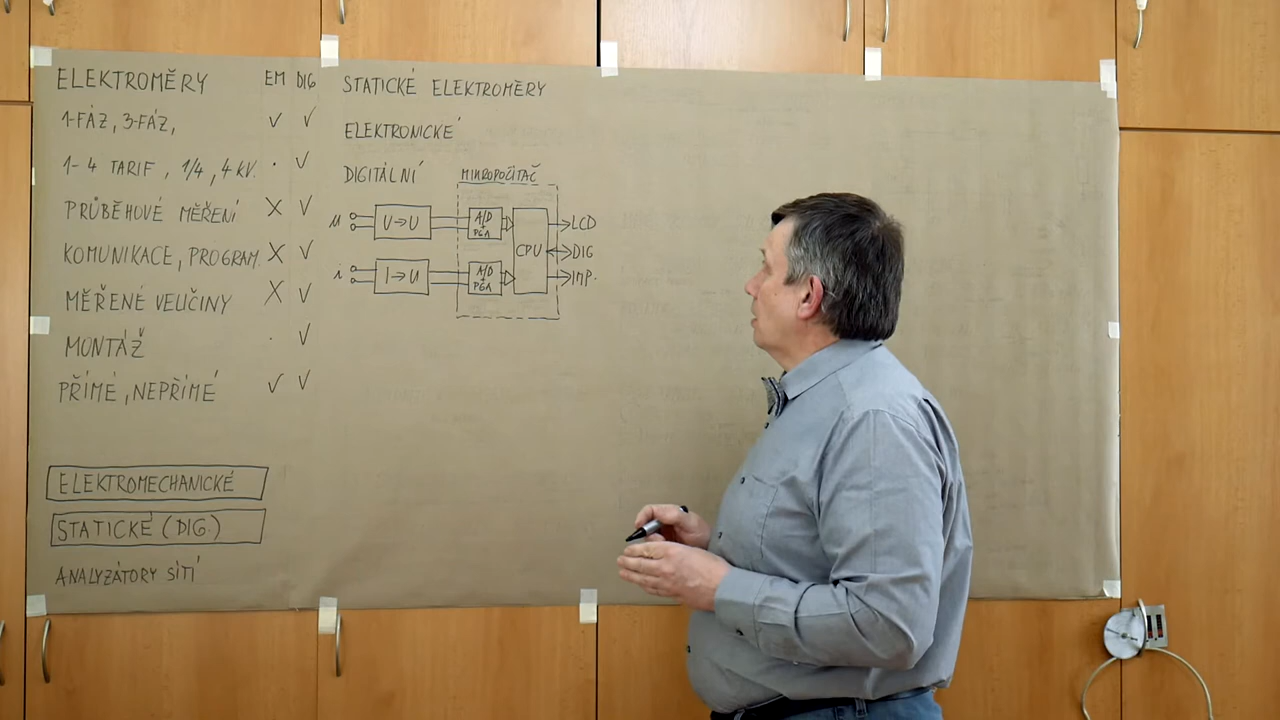 ELEKTROMĚRY EM DIG
1-FÁZ, 3-FÁZ, ✓ ✓
1-4 TARIF, 1/4, 4 KV. · ✓
PRŮBĚHOVÉ MĚŘENÍ X ✓
KOMUNIKACE, PROGRAM. X ✓
MĚŘENÉ VELIČINY X ✓
MONTÁŽ · ✓
PŘÍMÉ, NEPŘÍMÉ ✓ ✓
ELEKTROMECHANICKÉ
STATICKÉ (DIG.)
ANALYZÁTORY SÍTÍ
STATICKÉ ELEKTROMĚRY
ELEKTRONICKÉ
DIGITÁLNÍ
MIKROPOČÍTAČ
u U→U A/D + PGA LCD
CPU DIG
i I→U A/D + PGA IMP.